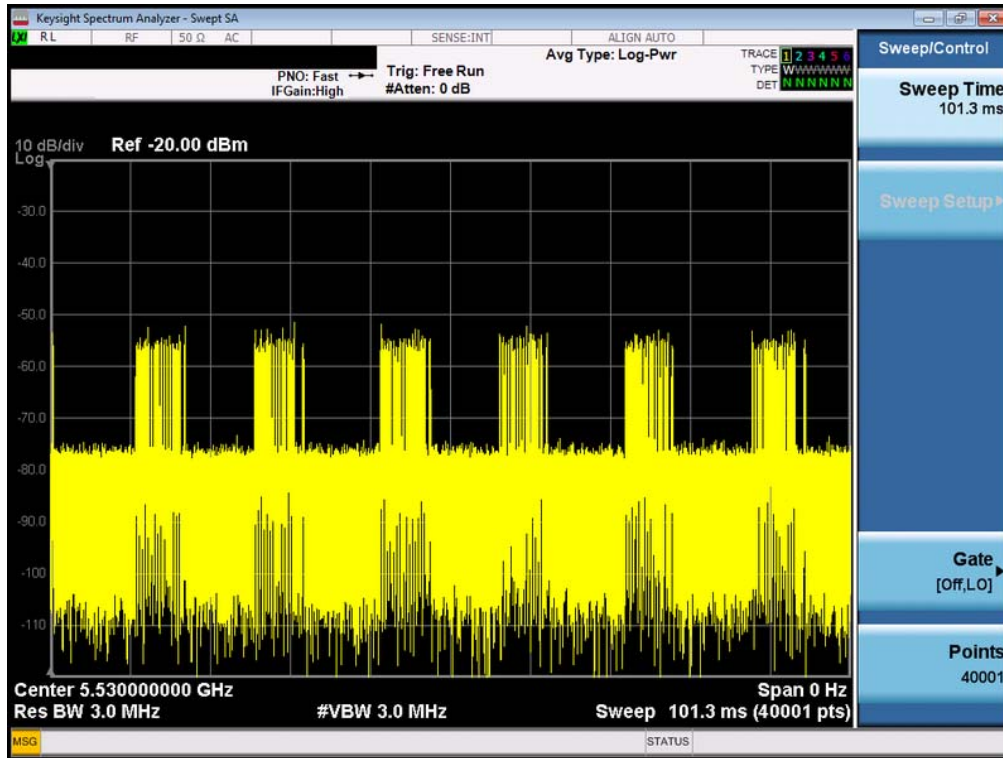 Keysight Spectrum Analyzer - Swept SA
LXI RL RF 50 Ω AC SENSE:INT ALIGN AUTO
Sweep/Control
Avg Type: Log-Pwr
TRACE 1 2 3 4 5 6
PNO: Fast
Trig: Free Run
TYPE WWWWWW
IFGain:High
#Atten: 0 dB
DET N N N N N N
Sweep Time
101.3 ms
10 dB/div Ref -20.00 dBm
Log
Sweep Setup
-30.0
-40.0
-50.0
-60.0
-70.0
-80.0
-90.0
-100
-110
Gate
[Off,LO]
Points
40001
Center 5.530000000 GHz Span 0 Hz
Res BW 3.0 MHz #VBW 3.0 MHz Sweep 101.3 ms (40001 pts)
MSG STATUS